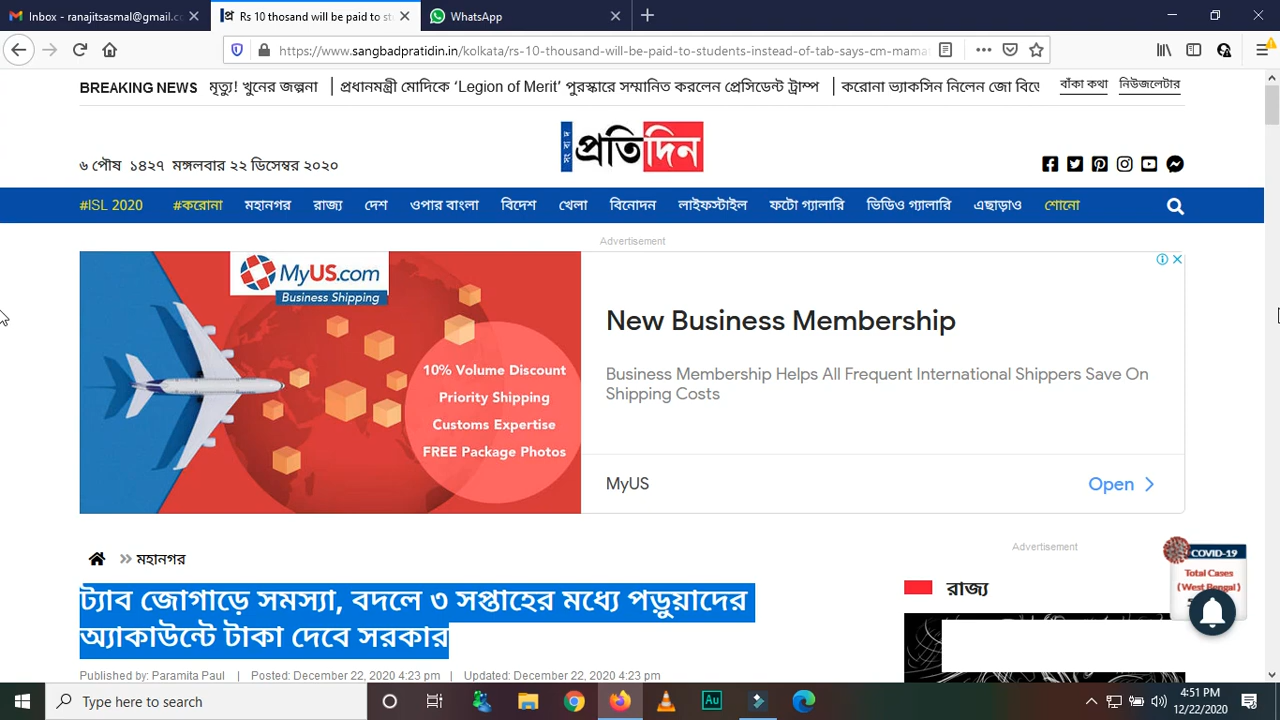 Inbox - ranajitsasmal@gmail.co
Rs 10 thosand will be paid to st
WhatsApp
https://www.sangbadpratidin.in/kolkata/rs-10-thousand-will-be-paid-to-students-instead-of-tab-says-cm-mama
BREAKING NEWS মৃত্যু! খুনের জল্পনা প্রধানমন্ত্রী মোদিকে ‘Legion of Merit’ পুরস্কারে সম্মানিত করলেন প্রেসিডেন্ট ট্রাম্প করোনা ভ্যাকসিন নিলেন জো বাঁকা কথা নিউজলেটার
সংবাদ প্রতিদিন
৬ পৌষ ১৪২৭ মঙ্গলবার ২২ ডিসেম্বর ২০২০
#ISL 2020 #করোনা মহানগর রাজ্য দেশ ওপার বাংলা বিদেশ খেলা বিনোদন লাইফস্টাইল ফটো গ্যালারি ভিডিও গ্যালারি এছাড়াও শোনো
Advertisement
MyUS.com
Business Shipping
10% Volume Discount
Priority Shipping
Customs Expertise
FREE Package Photos
New Business Membership
Business Membership Helps All Frequent International Shippers Save On
Shipping Costs
MyUS
Open
মহানগর
ট্যাব জোগাড়ে সমস্যা, বদলে ৩ সপ্তাহের মধ্যে পড়ুয়াদের
অ্যাকাউন্টে টাকা দেবে সরকার
Published by: Paramita Paul | Posted: December 22, 2020 4:23 pm | Updated: December 22, 2020 4:23 pm
Advertisement
রাজ্য
COVID-19
Total Cases
(West Bengal)
Type here to search
Au
4:51 PM
12/22/2020